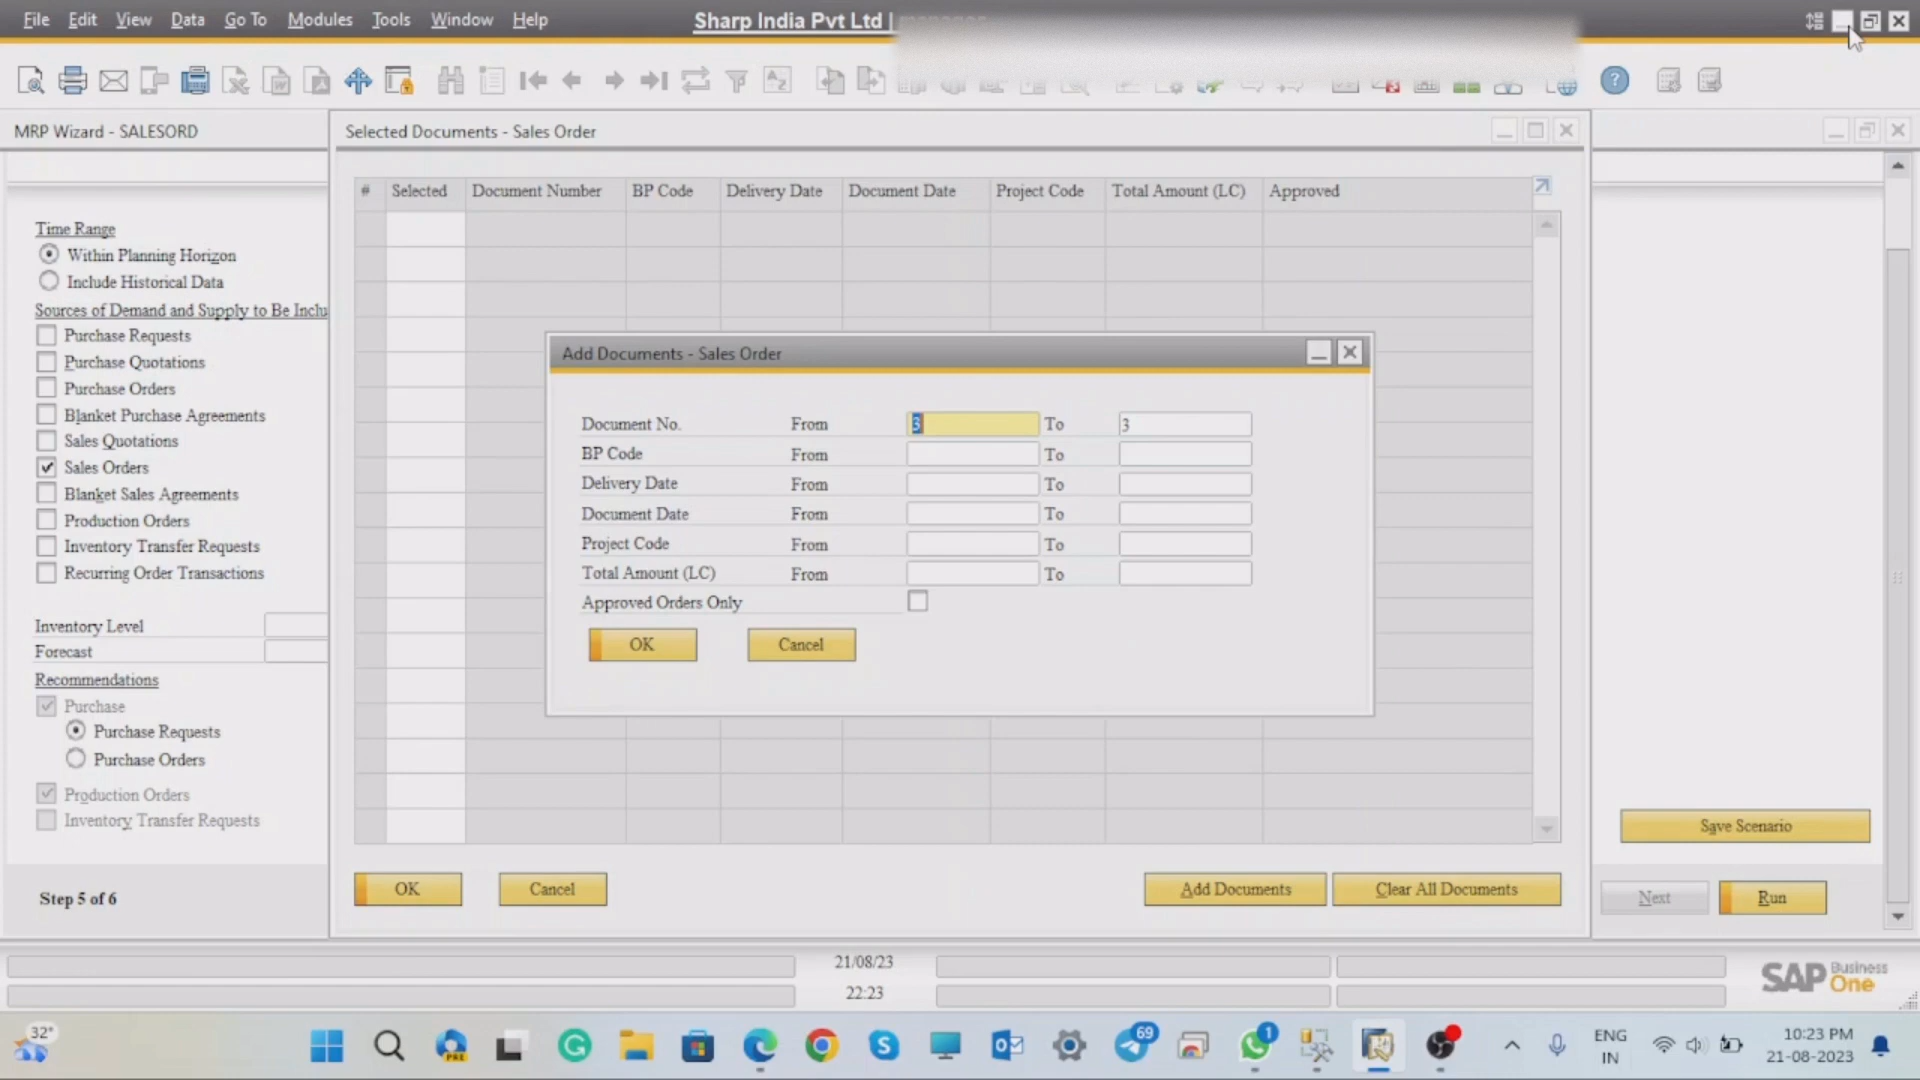 File Edit View Data Go To Modules Tools Window Help
Sharp India Pvt Ltd |
MRP Wizard - SALESORD
Selected Documents - Sales Order
# Selected Document Number BP Code Delivery Date Document Date Project Code Total Amount (LC) Approved
Time Range
Within Planning Horizon
Include Historical Data
Sources of Demand and Supply to Be Inclu
Purchase Requests
Purchase Quotations
Purchase Orders
Blanket Purchase Agreements
Sales Quotations
Sales Orders
Blanket Sales Agreements
Production Orders
Inventory Transfer Requests
Recurring Order Transactions
Inventory Level
Forecast
Recommendations
Purchase
Purchase Requests
Purchase Orders
Production Orders
Inventory Transfer Requests
Step 5 of 6
Add Documents - Sales Order
Document No. From 3 To 3
BP Code From To
Delivery Date From To
Document Date From To
Project Code From To
Total Amount (LC) From To
Approved Orders Only
OK Cancel
OK Cancel Add Documents Clear All Documents
Save Scenario
Next Run
21/08/23
22:23
SAP Business One
32°
PRE
69
1
ENG
IN
10:23 PM
21-08-2023